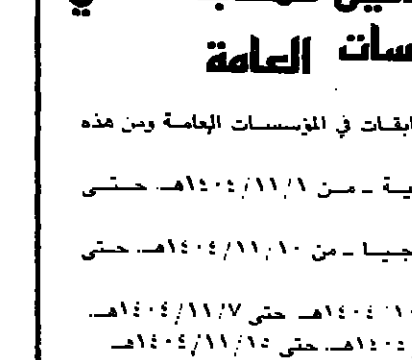 سات العامة
ابقات في المؤسسات العامة ومن هذه
ية - من ١٤٠٤/١١/١هـ حتى
جيا - من ١٤٠٤/١١/١٠هـ حتى
١٤٠٤هـ حتى ١٤٠٤/١١/٧هـ.
١٤٠٤هـ حتى ١٤٠٤/١١/١٥هـ